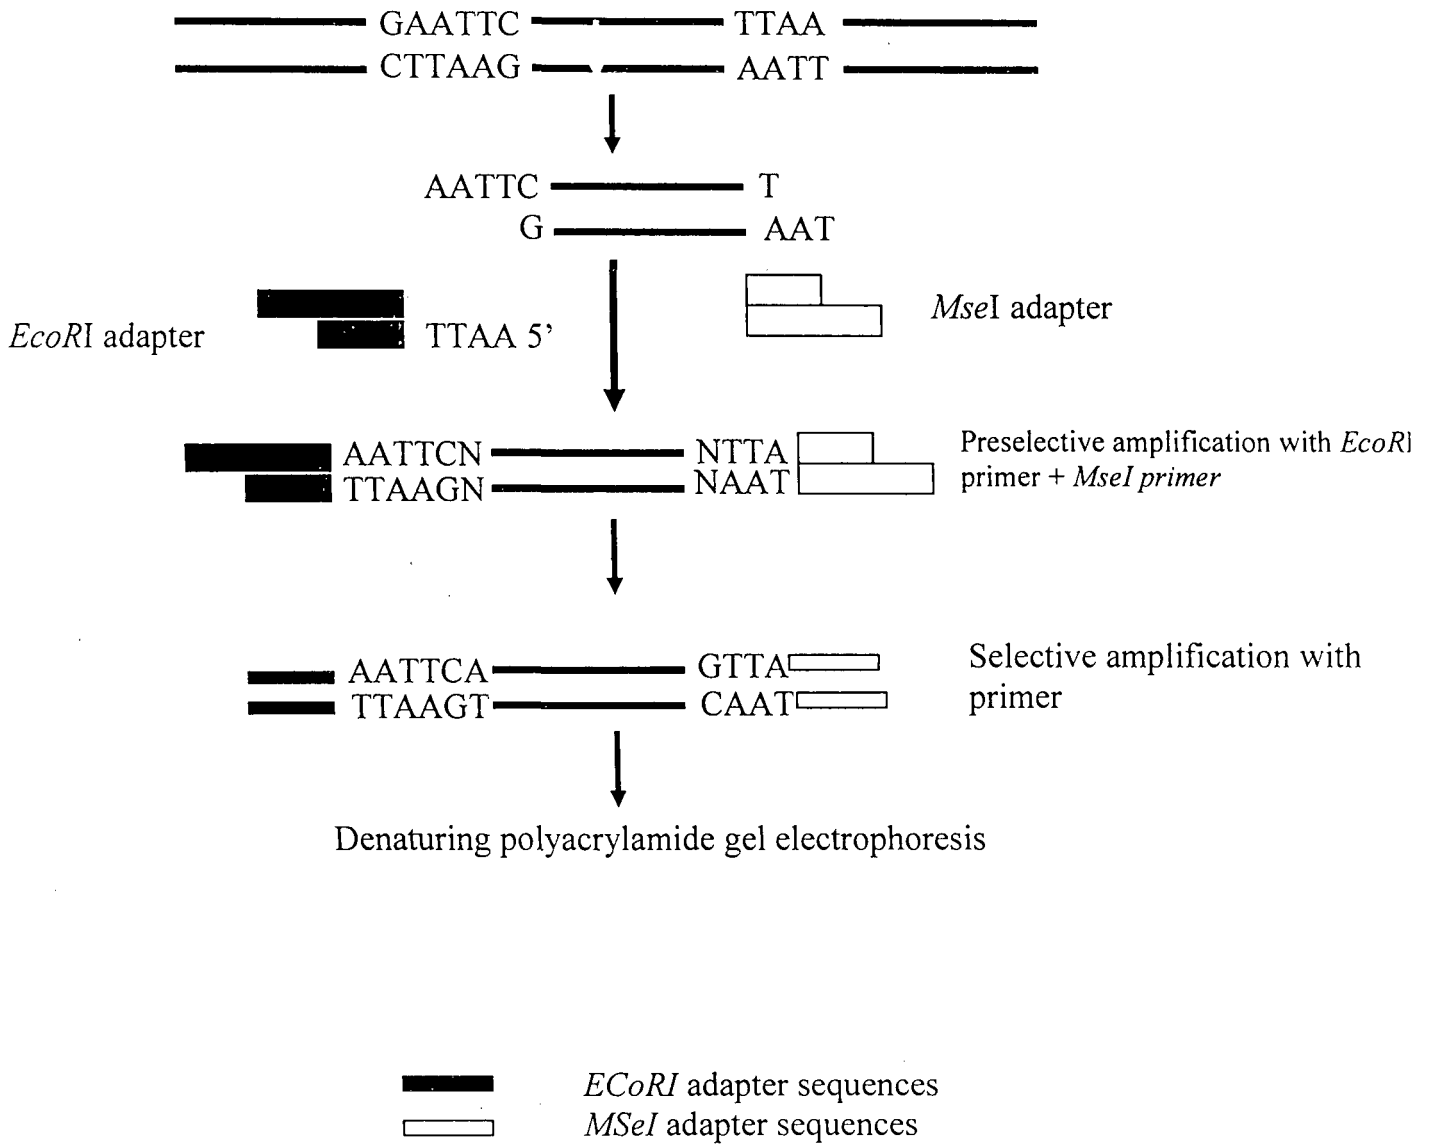 GAATTC TTAA
CTTAAG AATT
AATTC T
G AAT
EcoRI adapter
TTAA 5'
MseI adapter
AATTCN NTTA
TTAAGN NAAT
Preselective amplification with EcoRI
primer + MseI primer
AATTCA GTTA
TTAAGT CAAT
Selective amplification with
primer
Denaturing polyacrylamide gel electrophoresis
ECoRI adapter sequences
MSeI adapter sequences